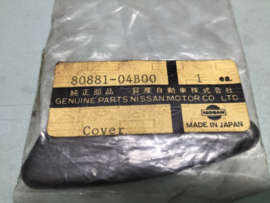 80881-04B00 1 ea.
純正部品 日産自動車株式会社
GENUINE PARTS NISSAN MOTOR CO., LTD.
NISSAN
Cover MADE IN JAPAN